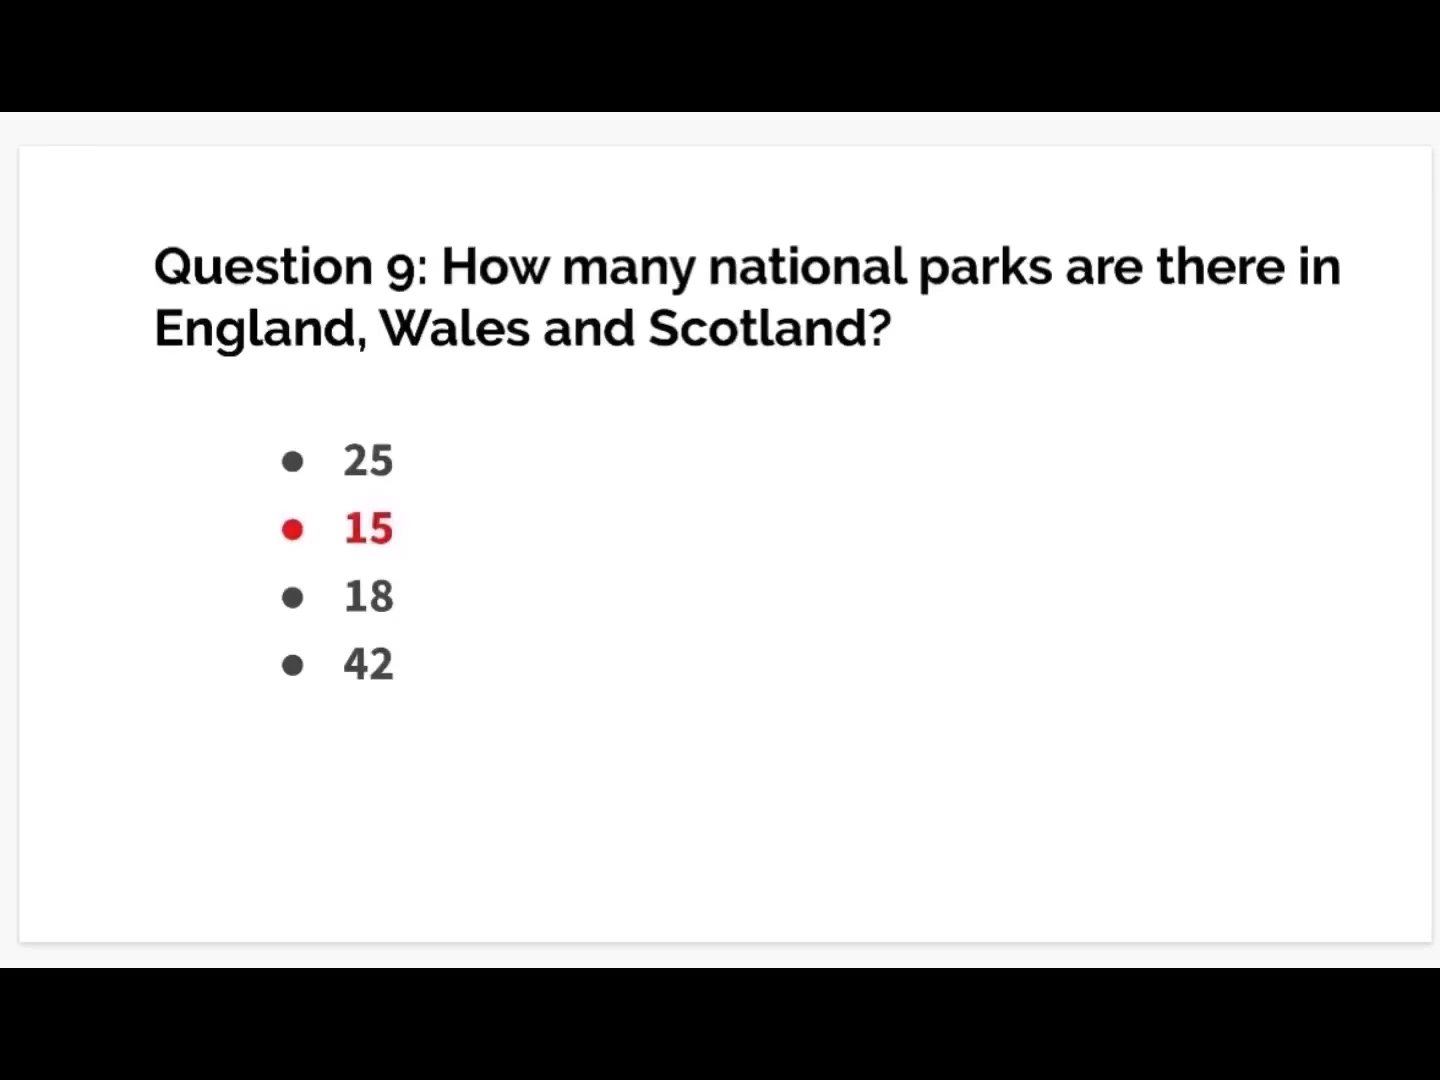 Question 9: How many national parks are there in
England, Wales and Scotland?
● 25
● 15
● 18
● 42